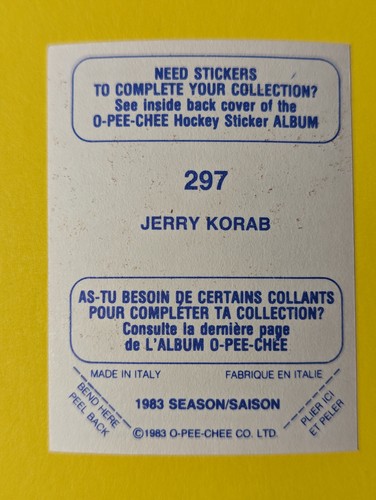 NEED STICKERS
TO COMPLETE YOUR COLLECTION?
See inside back cover of the
O-PEE-CHEE Hockey Sticker ALBUM
297
JERRY KORAB
AS-TU BESOIN DE CERTAINS COLLANTS
POUR COMPLÉTER TA COLLECTION?
Consulte la dernière page
de L'ALBUM O-PEE-CHEE
MADE IN ITALY FABRIQUE EN ITALIE
BEND HERE
PEEL BACK
1983 SEASON/SAISON
PLIER ICI
ET PELER
©1983 O-PEE-CHEE CO. LTD.